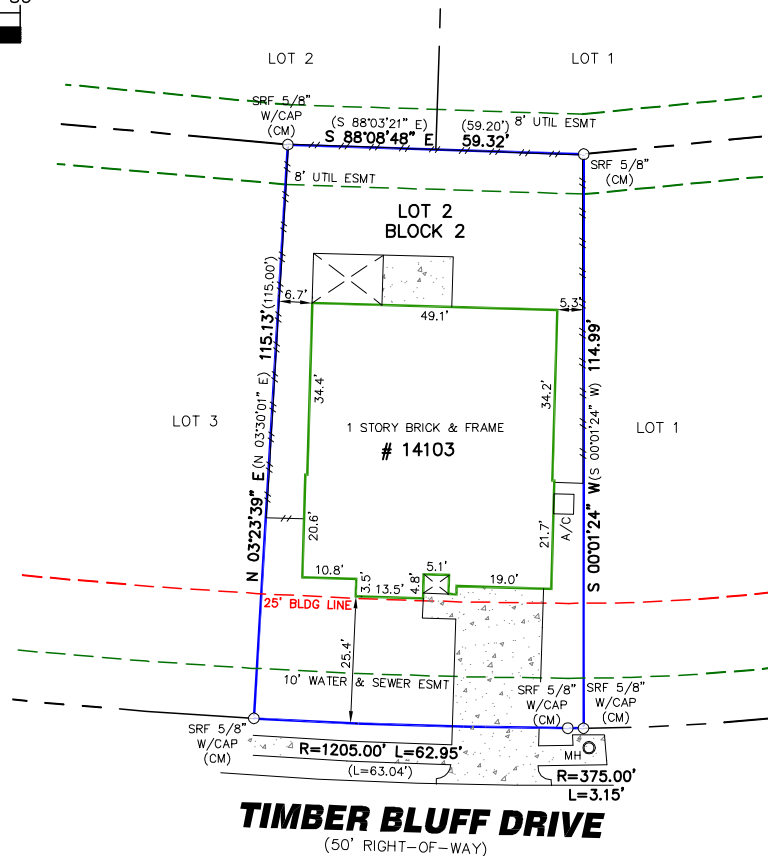 LOT 2
LOT 1
SRF 5/8"
W/CAP
(CM)
(S 88°03'21" E)
(59.20')
8' UTIL ESMT
S 88°08'48" E
59.32'
SRF 5/8"
(CM)
8' UTIL ESMT
LOT 2
BLOCK 2
6.7'
5.3'
49.1'
115.13'
(115.00')
114.99'
34.4'
34.2'
LOT 3
1 STORY BRICK & FRAME
# 14103
LOT 1
N 03°23'39" E
(N 03°30'01" E)
S 00°01'24" W
(S 00°01'24" W)
20.6'
21.7'
A/C
10.8'
3.5'
13.5'
4.8'
5.1'
19.0'
25' BLDG LINE
25.4'
10' WATER & SEWER ESMT
SRF 5/8"
W/CAP
(CM)
SRF 5/8"
W/CAP
(CM)
SRF 5/8"
W/CAP
(CM)
R=1205.00' L=62.95'
(L=63.04')
MH
R=375.00'
L=3.15'
TIMBER BLUFF DRIVE
(50' RIGHT-OF-WAY)